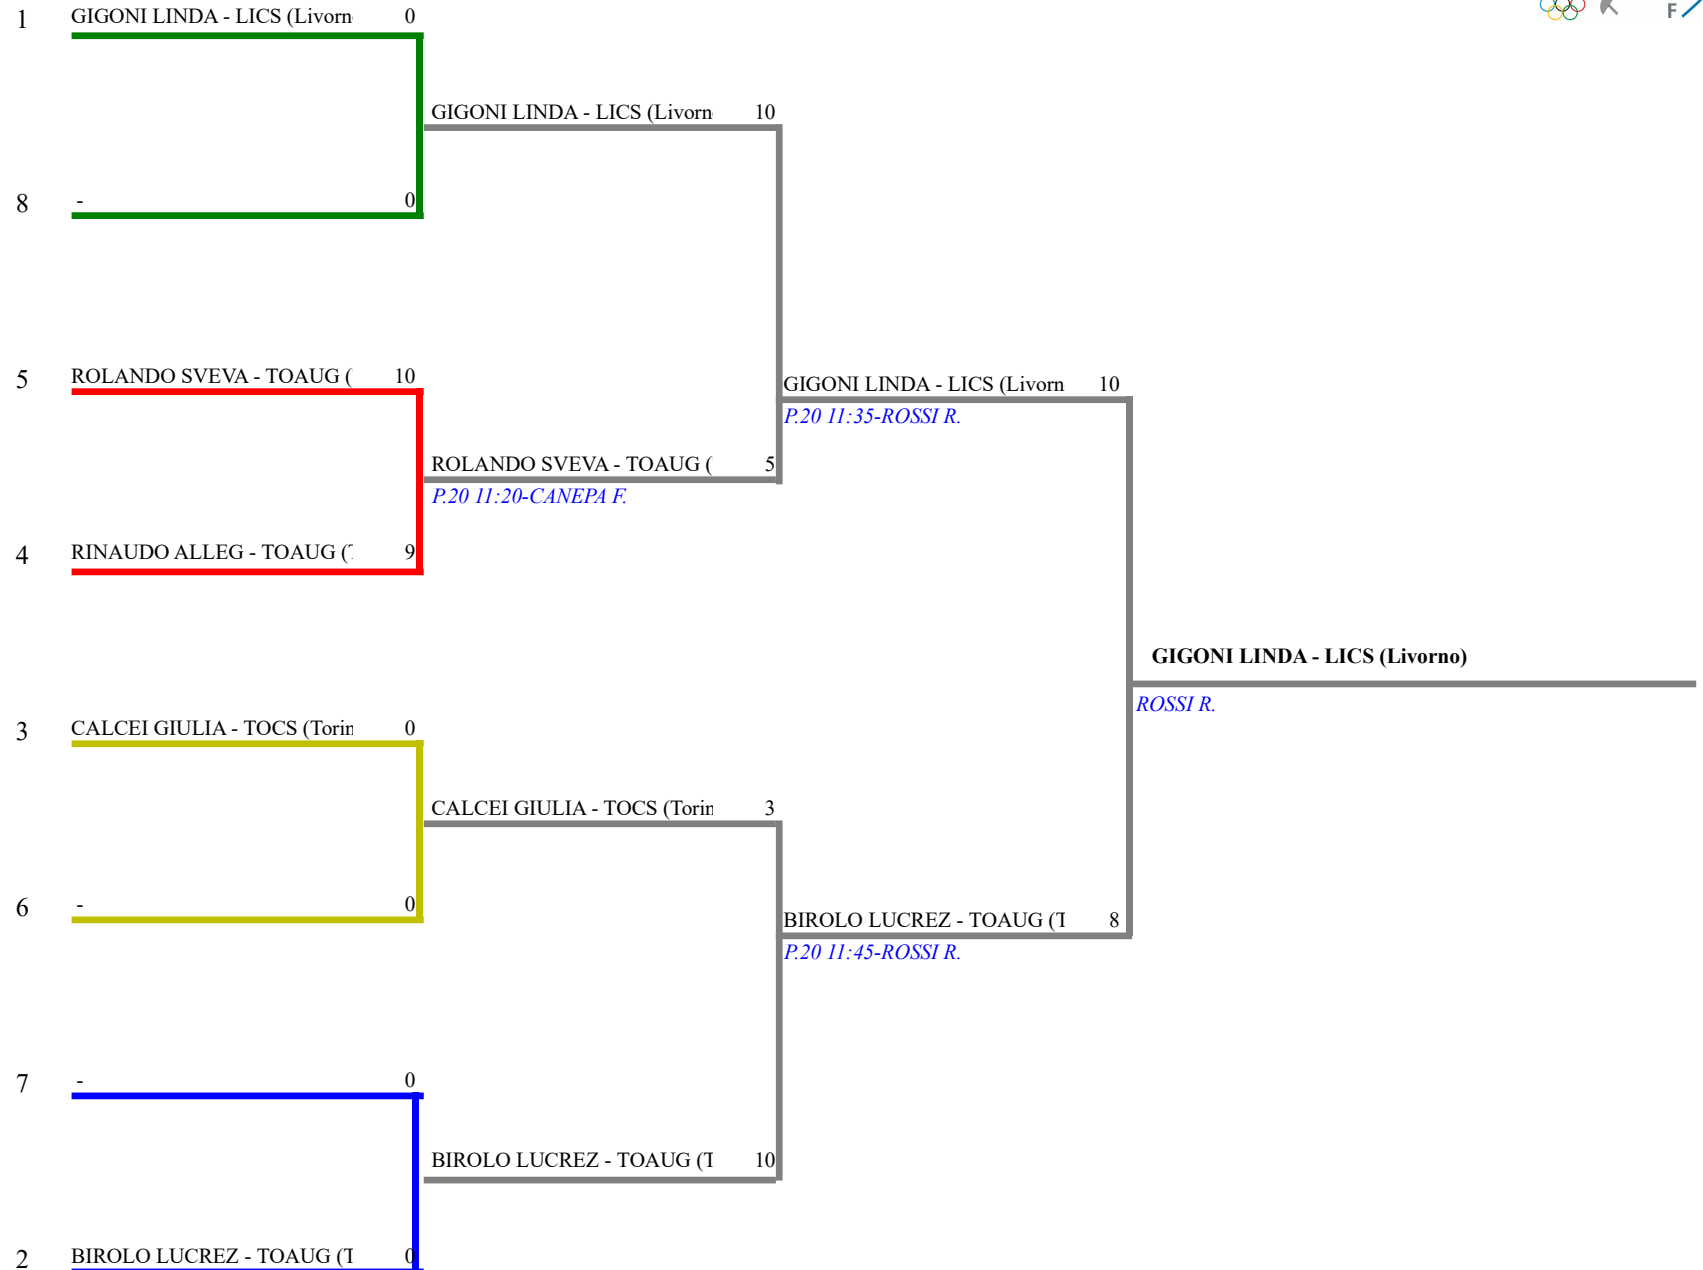 1 GIGONI LINDA - LICS (Livorn 0
GIGONI LINDA - LICS (Livorn 10
8 - 0
5 ROLANDO SVEVA - TOAUG ( 10
GIGONI LINDA - LICS (Livorn 10
P.20 11:35-ROSSI R.
ROLANDO SVEVA - TOAUG ( 5
P.20 11:20-CANEPA F.
4 RINAUDO ALLEG - TOAUG (T 9
GIGONI LINDA - LICS (Livorno)
ROSSI R.
3 CALCEI GIULIA - TOCS (Torin 0
CALCEI GIULIA - TOCS (Torin 3
6 - 0
BIROLO LUCREZ - TOAUG (T 8
P.20 11:45-ROSSI R.
7 - 0
BIROLO LUCREZ - TOAUG (T 10
2 BIROLO LUCREZ - TOAUG (T 0
F